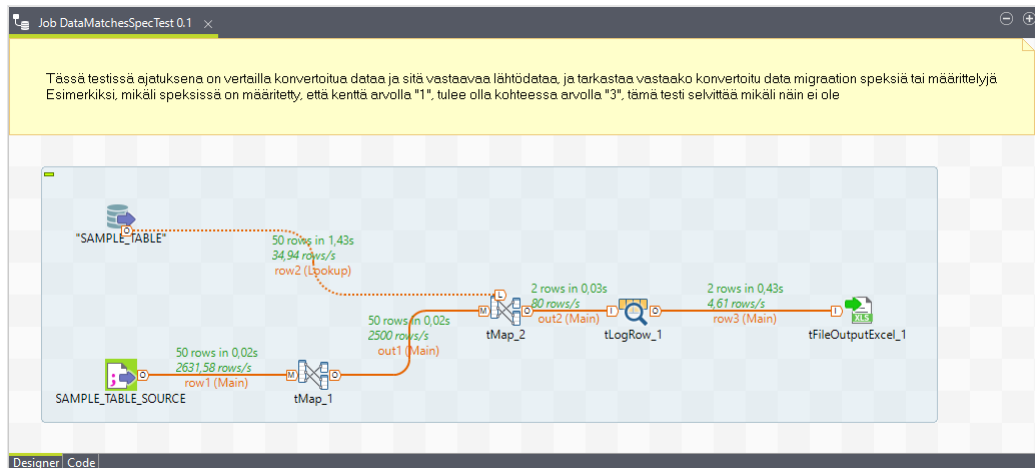 Job DataMatchesSpecTest 0.1
Tässä testissä ajatuksena on vertailla konvertoitua dataa ja sitä vastaavaa lähtödataa, ja tarkastaa vastaako konvertoitu data migraation speksiä tai määrittelyjä
Esimerkiksi, mikäli speksissä on määritetty, että kenttä arvolla "1", tulee olla kohteessa arvolla "3", tämä testi selvittää mikäli näin ei ole
"SAMPLE_TABLE"
50 rows in 1,43s
34,94 rows/s
row2 (Lookup)
50 rows in 0,02s
2500 rows/s
out1 (Main)
tMap_2
2 rows in 0,03s
80 rows/s
out2 (Main)
tLogRow_1
2 rows in 0,43s
4,61 rows/s
row3 (Main)
XLS
tFileOutputExcel_1
50 rows in 0,02s
2631,58 rows/s
row1 (Main)
SAMPLE_TABLE_SOURCE
tMap_1
Designer Code